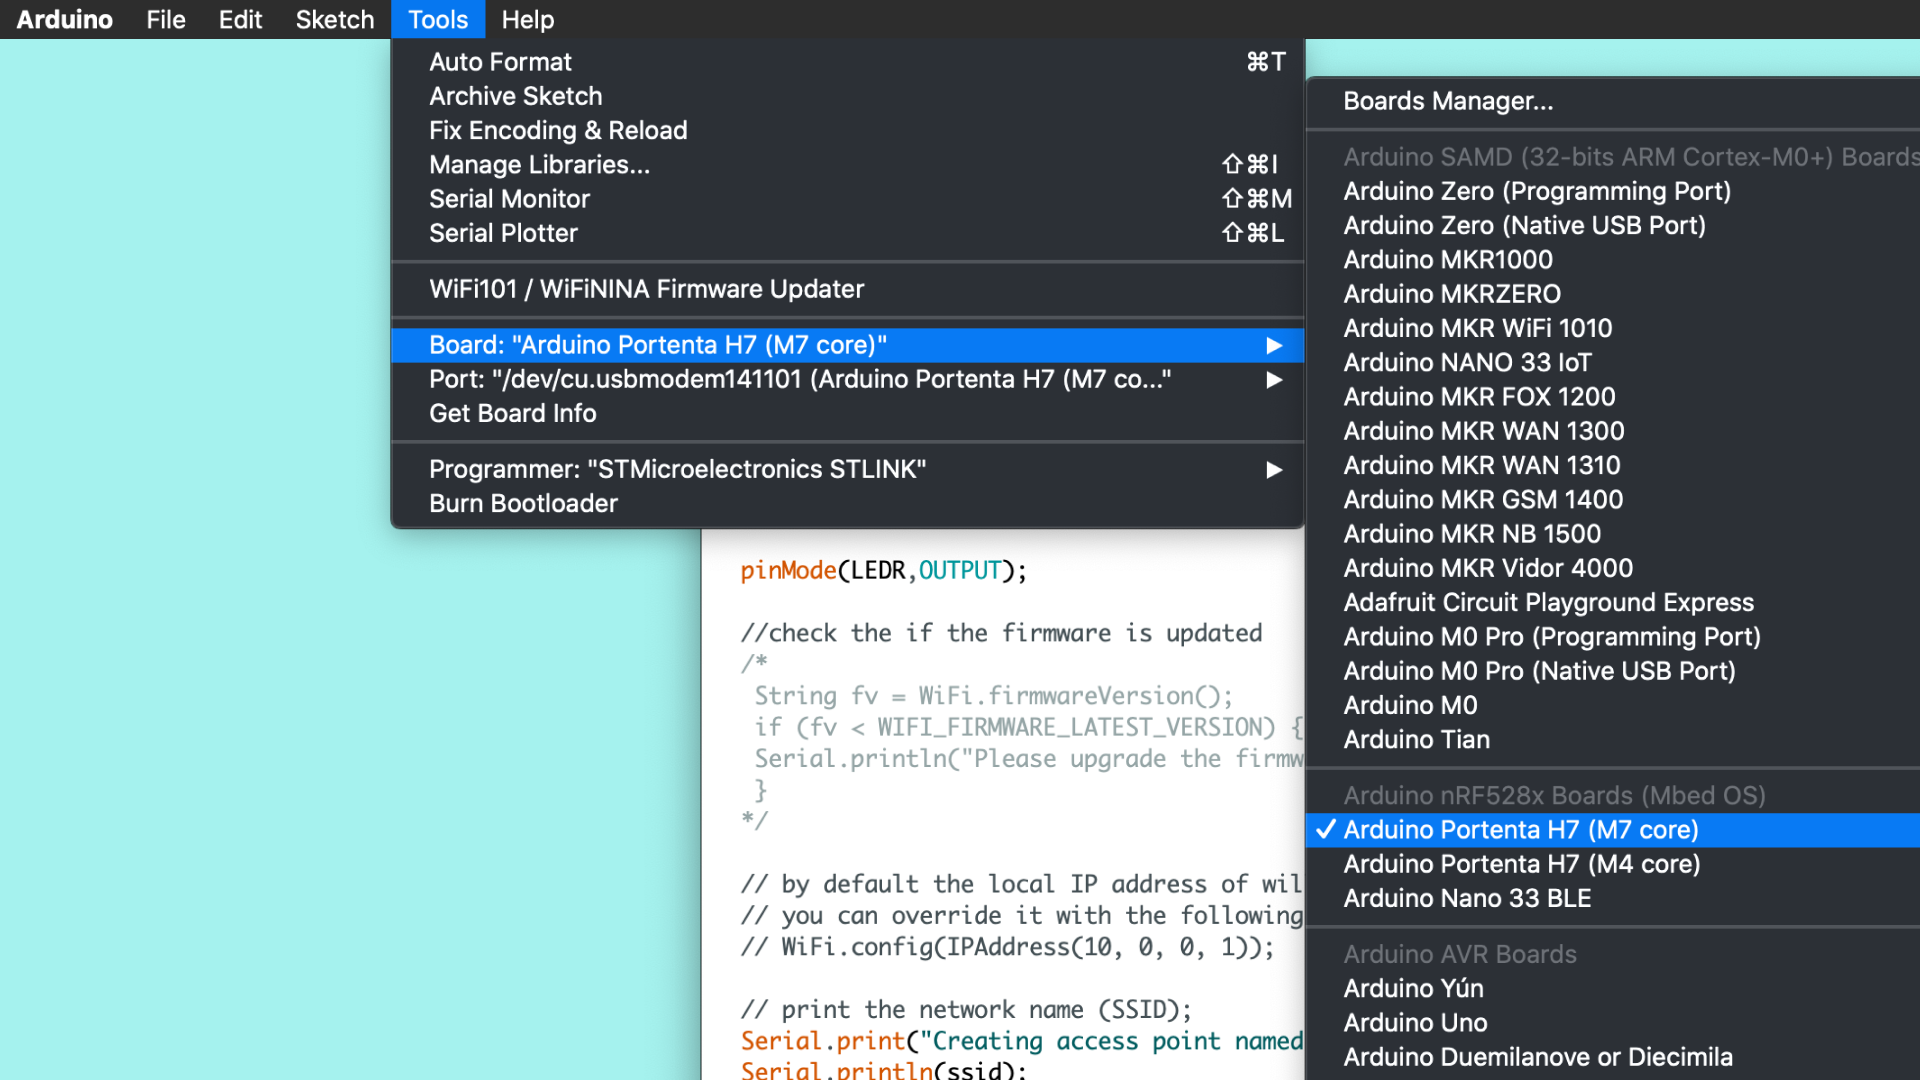 Arduino File Edit Sketch Tools Help
Auto Format ⌘T
Archive Sketch
Fix Encoding & Reload
Manage Libraries... ⇧⌘I
Serial Monitor ⇧⌘M
Serial Plotter ⇧⌘L
WiFi101 / WiFiNINA Firmware Updater
Board: "Arduino Portenta H7 (M7 core)" ▶
Port: "/dev/cu.usbmodem141101 (Arduino Portenta H7 (M7 co..." ▶
Get Board Info
Programmer: "STMicroelectronics STLINK" ▶
Burn Bootloader
Boards Manager...
Arduino SAMD (32-bits ARM Cortex-M0+) Boards
Arduino Zero (Programming Port)
Arduino Zero (Native USB Port)
Arduino MKR1000
Arduino MKRZERO
Arduino MKR WiFi 1010
Arduino NANO 33 IoT
Arduino MKR FOX 1200
Arduino MKR WAN 1300
Arduino MKR WAN 1310
Arduino MKR GSM 1400
Arduino MKR NB 1500
Arduino MKR Vidor 4000
Adafruit Circuit Playground Express
Arduino M0 Pro (Programming Port)
Arduino M0 Pro (Native USB Port)
Arduino M0
Arduino Tian
Arduino nRF528x Boards (Mbed OS)
✓ Arduino Portenta H7 (M7 core)
Arduino Portenta H7 (M4 core)
Arduino Nano 33 BLE
Arduino AVR Boards
Arduino Yún
Arduino Uno
Arduino Duemilanove or Diecimila
pinMode(LEDR,OUTPUT);
//check the if the firmware is updated
/*
String fv = WiFi.firmwareVersion();
if (fv < WIFI_FIRMWARE_LATEST_VERSION) {
Serial.println("Please upgrade the firmw
}
*/
// by default the local IP address of wil
// you can override it with the following
// WiFi.config(IPAddress(10, 0, 0, 1));
// print the network name (SSID);
Serial.print("Creating access point named
Serial.println(ssid);